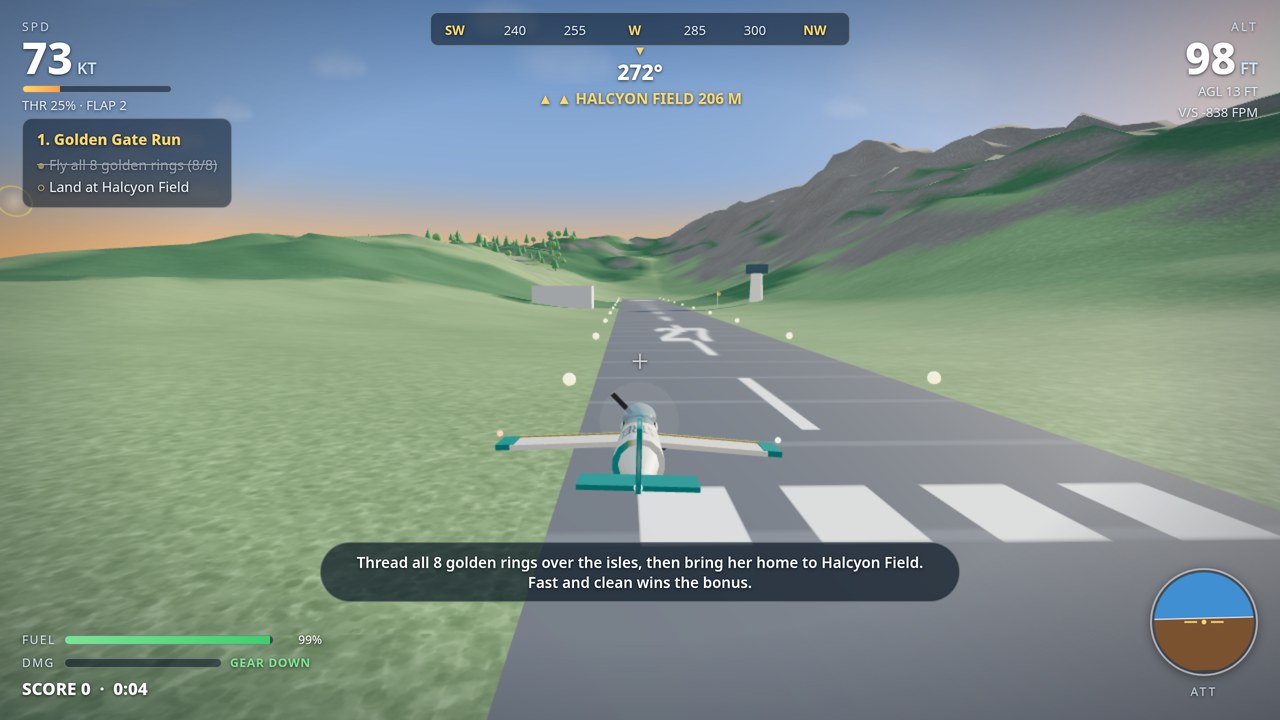 SPD
73 KT
THR 25% · FLAP 2
SW 240 255 W 285 300 NW
272°
▲ ▲ HALCYON FIELD 206 M
ALT
98 FT
AGL 13 FT
V/S -838 FPM
1. Golden Gate Run
Fly all 8 golden rings (8/8)
Land at Halcyon Field
Thread all 8 golden rings over the isles, then bring her home to Halcyon Field.
Fast and clean wins the bonus.
FUEL 99%
DMG GEAR DOWN
SCORE 0 · 0:04
ATT